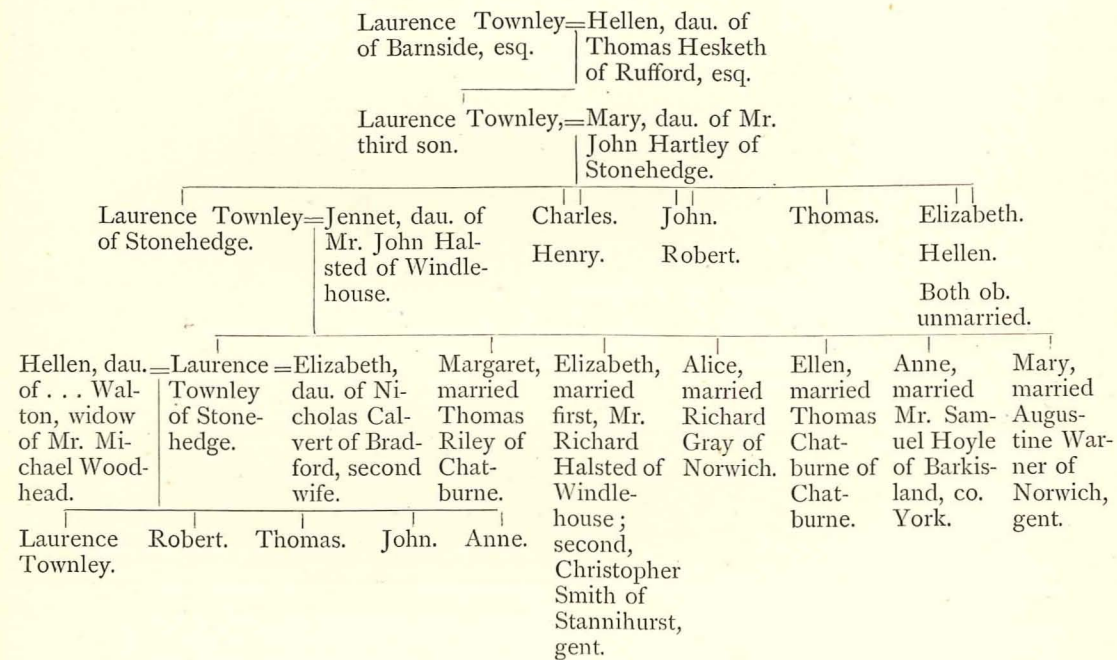 Laurence Townley=Hellen, dau. of
of Barnside, esq. Thomas Hesketh
of Rufford, esq.
Laurence Townley,=Mary, dau. of Mr.
third son. John Hartley of
Stonehedge.
Laurence Townley=Jennet, dau. of
of Stonehedge. Mr. John Hal-
sted of Windle-
house.
Charles.
Henry.
John.
Robert.
Thomas.
Elizabeth.
Hellen.
Both ob.
unmarried.
Hellen, dau.
of . . . Wal-
ton, widow
of Mr. Mi-
chael Wood-
head.
=Laurence
Townley
of Stone-
hedge.
=Elizabeth,
dau. of Ni-
cholas Cal-
vert of Brad-
ford, second
wife.
Margaret,
married
Thomas
Riley of
Chat-
burne.
Elizabeth,
married
first, Mr.
Richard
Halsted of
Windle-
house;
second,
Christopher
Smith of
Stannihurst,
gent.
Alice,
married
Richard
Gray of
Norwich.
Ellen,
married
Thomas
Chat-
burne of
Chat-
burne.
Anne,
married
Mr. Sam-
uel Hoyle
of Barkis-
land, co.
York.
Mary,
married
Augus-
tine War-
ner of
Norwich,
gent.
Laurence
Townley.
Robert.
Thomas.
John.
Anne.